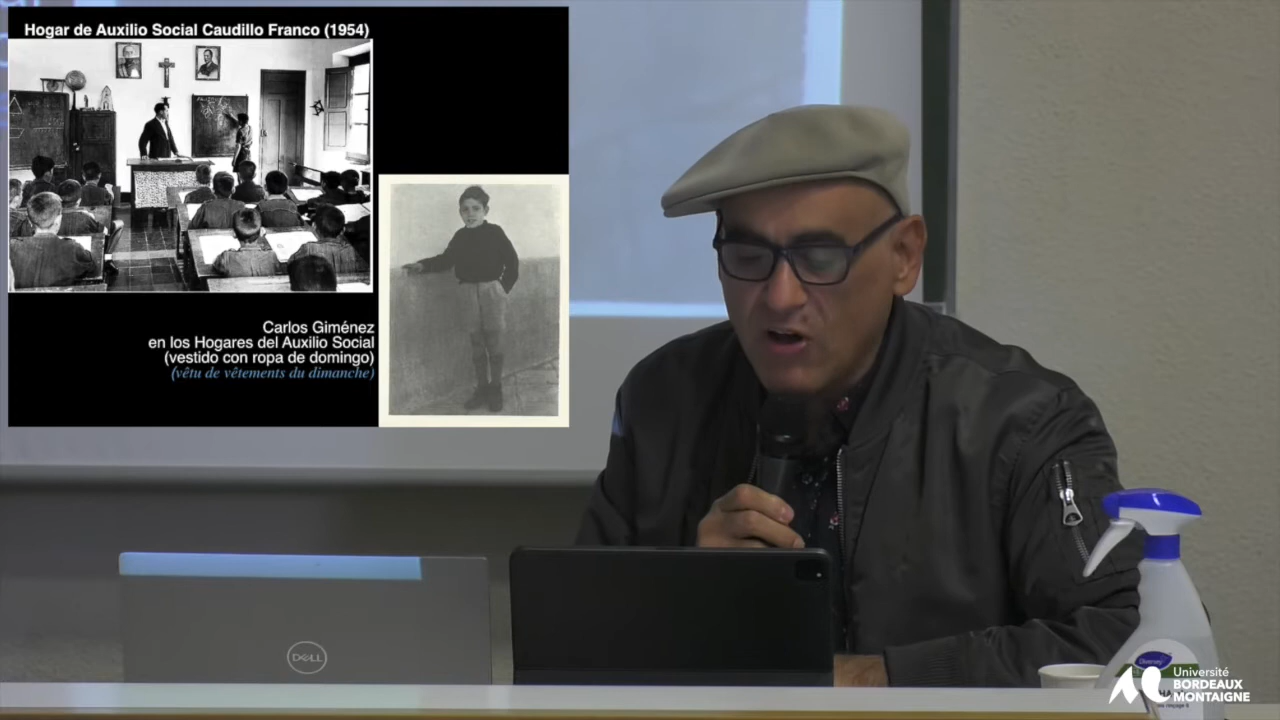 Hogar de Auxilio Social Caudillo Franco (1954)
Carlos Giménez
en los Hogares del Auxilio Social
(vestido con ropa de domingo)
(vêtu de vêtements du dimanche)
DELL
Diversey
Université
BORDEAUX
MONTAIGNE